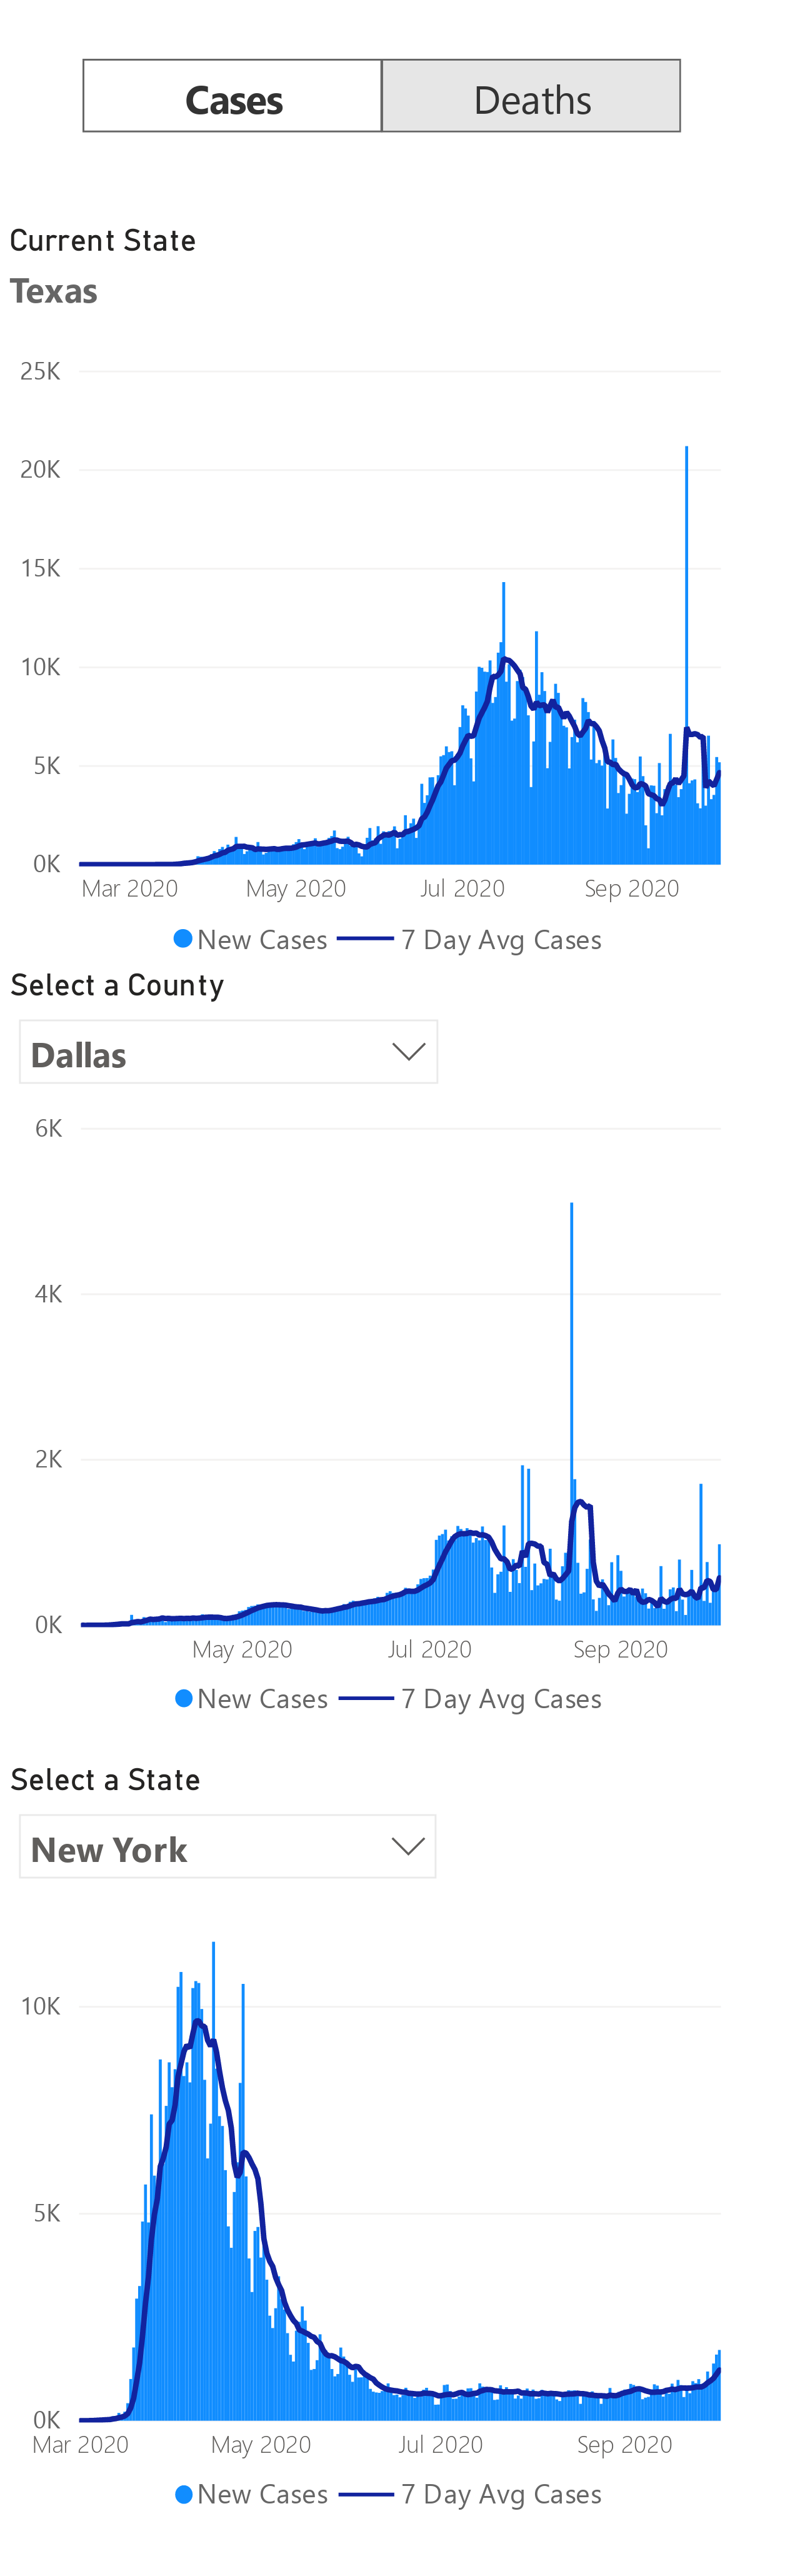 Cases Deaths
Current State
Texas
25K
20K
15K
10K
5K
0K
Mar 2020 May 2020 Jul 2020 Sep 2020
New Cases 7 Day Avg Cases
Select a County
Dallas
6K
4K
2K
0K
May 2020 Jul 2020 Sep 2020
New Cases 7 Day Avg Cases
Select a State
New York
10K
5K
0K
Mar 2020 May 2020 Jul 2020 Sep 2020
New Cases 7 Day Avg Cases